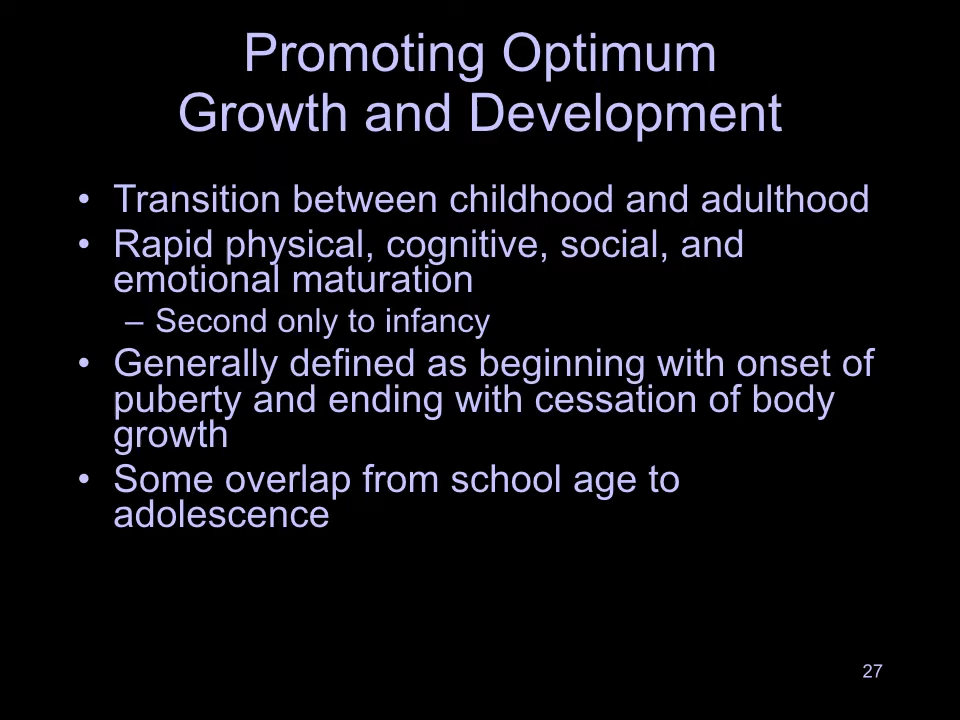 Promoting Optimum
Growth and Development
• Transition between childhood and adulthood
• Rapid physical, cognitive, social, and
emotional maturation
– Second only to infancy
• Generally defined as beginning with onset of
puberty and ending with cessation of body
growth
• Some overlap from school age to
adolescence
27